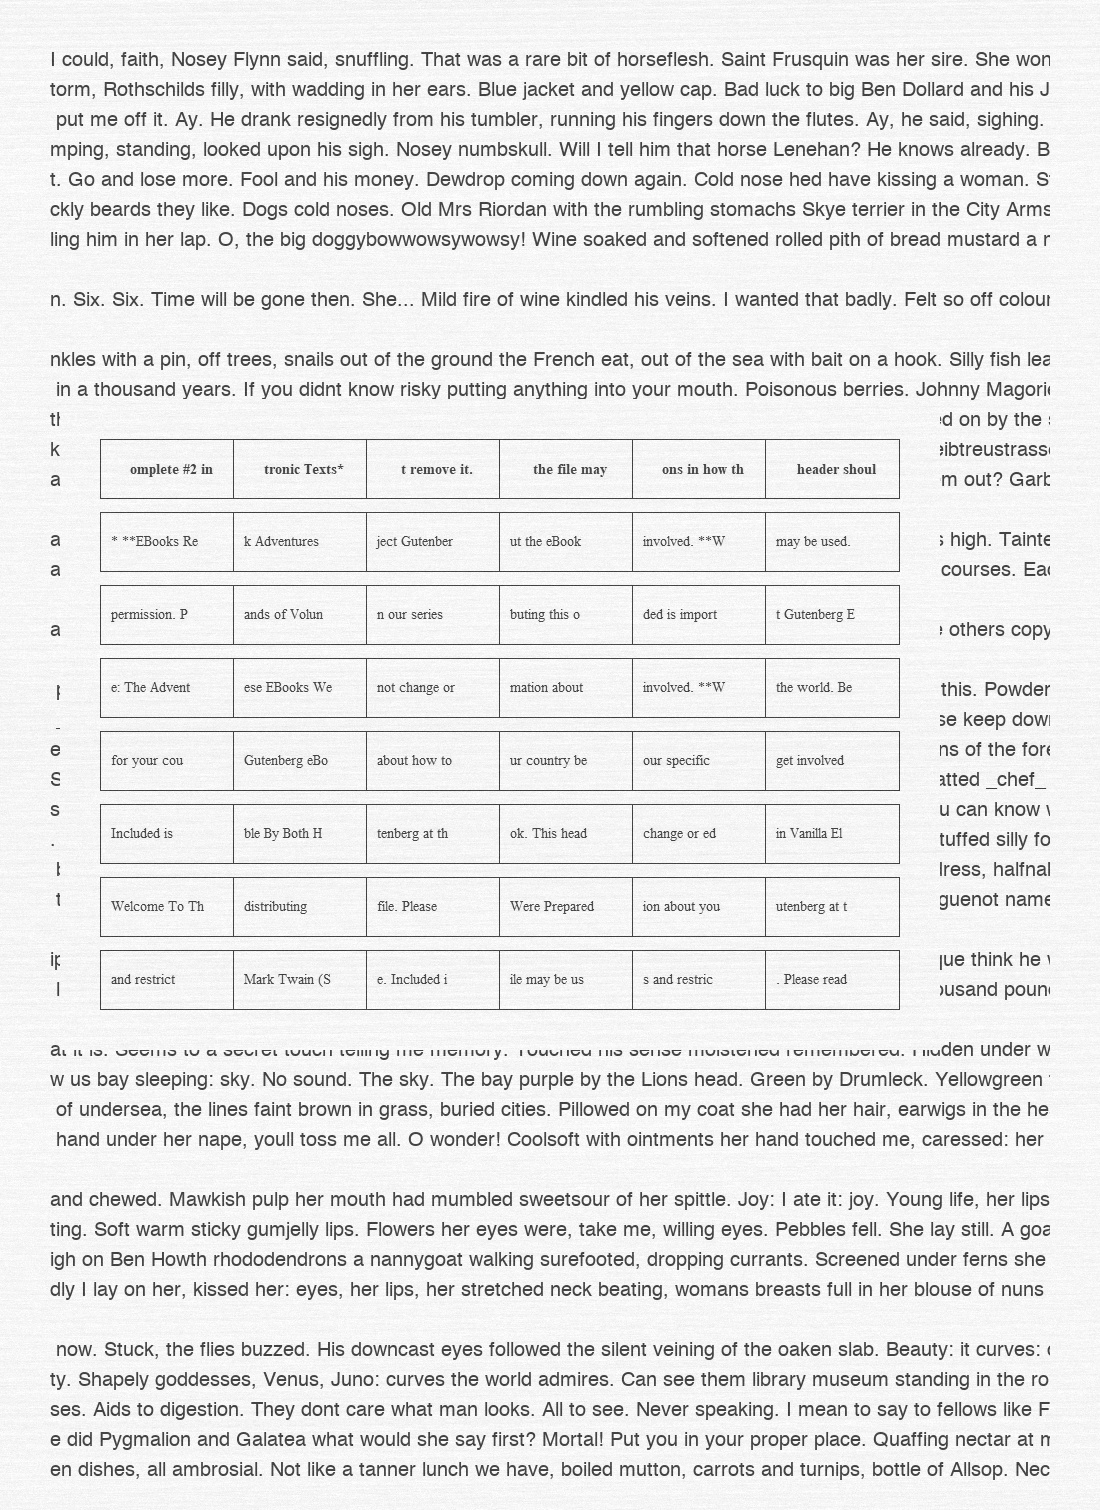 I could, faith, Nosey Flynn said, snuffling. That was a rare bit of horseflesh. Saint Frusquin was her sire. She won
torm, Rothschilds filly, with wadding in her ears. Blue jacket and yellow cap. Bad luck to big Ben Dollard and his J
put me off it. Ay. He drank resignedly from his tumbler, running his fingers down the flutes. Ay, he said, sighing.
mping, standing, looked upon his sigh. Nosey numbskull. Will I tell him that horse Lenehan? He knows already. B
t. Go and lose more. Fool and his money. Dewdrop coming down again. Cold nose hed have kissing a woman. S
ckly beards they like. Dogs cold noses. Old Mrs Riordan with the rumbling stomachs Skye terrier in the City Arms
ling him in her lap. O, the big doggybowwowsywowsy! Wine soaked and softened rolled pith of bread mustard a
n. Six. Six. Time will be gone then. She... Mild fire of wine kindled his veins. I wanted that badly. Felt so off colour
nkles with a pin, off trees, snails out of the ground the French eat, out of the sea with bait on a hook. Silly fish lea
in a thousand years. If you didnt know risky putting anything into your mouth. Poisonous berries. Johnny Magorie
th ed on by the
k eibtreustrasse
omplete #2 in tronic Texts* t remove it. the file may ons in how th header shoul
a m out? Garb
a s high. Tainte
* **EBooks Re k Adventures ject Gutenber ut the eBook involved. **W may be used.
a courses. Eac
permission. P ands of Volun n our series buting this o ded is import t Gutenberg E
a others copy
e: The Advent ese EBooks We not change or mation about involved. **W the world. Be
this. Powder
_ se keep down
e ns of the fore
for your cou Gutenberg eBo about how to ur country be our specific get involved
S atted _chef_
s u can know
Included is ble By Both H tenberg at th ok. This head change or ed in Vanilla El
. tuffed silly fo
lress, halfnal
t guenot name
Welcome To Th distributing file. Please Were Prepared ion about you utenberg at t
ip que think he
and restrict Mark Twain (S e. Included i ile may be us s and restric . Please read
ousand pound
at it is. Seems to a secret touch telling me memory. Touched his sense moistened remembered. Hidden under w
w us bay sleeping: sky. No sound. The sky. The bay purple by the Lions head. Green by Drumleck. Yellowgreen
of undersea, the lines faint brown in grass, buried cities. Pillowed on my coat she had her hair, earwigs in the he
hand under her nape, youll toss me all. O wonder! Coolsoft with ointments her hand touched me, caressed: her
and chewed. Mawkish pulp her mouth had mumbled sweetsour of her spittle. Joy: I ate it: joy. Young life, her lips
ting. Soft warm sticky gumjelly lips. Flowers her eyes were, take me, willing eyes. Pebbles fell. She lay still. A goa
igh on Ben Howth rhododendrons a nannygoat walking surefooted, dropping currants. Screened under ferns she
dly I lay on her, kissed her: eyes, her lips, her stretched neck beating, womans breasts full in her blouse of nuns
now. Stuck, the flies buzzed. His downcast eyes followed the silent veining of the oaken slab. Beauty: it curves:
ty. Shapely goddesses, Venus, Juno: curves the world admires. Can see them library museum standing in the ro
ses. Aids to digestion. They dont care what man looks. All to see. Never speaking. I mean to say to fellows like F
e did Pygmalion and Galatea what would she say first? Mortal! Put you in your proper place. Quaffing nectar at
en dishes, all ambrosial. Not like a tanner lunch we have, boiled mutton, carrots and turnips, bottle of Allsop. Nec